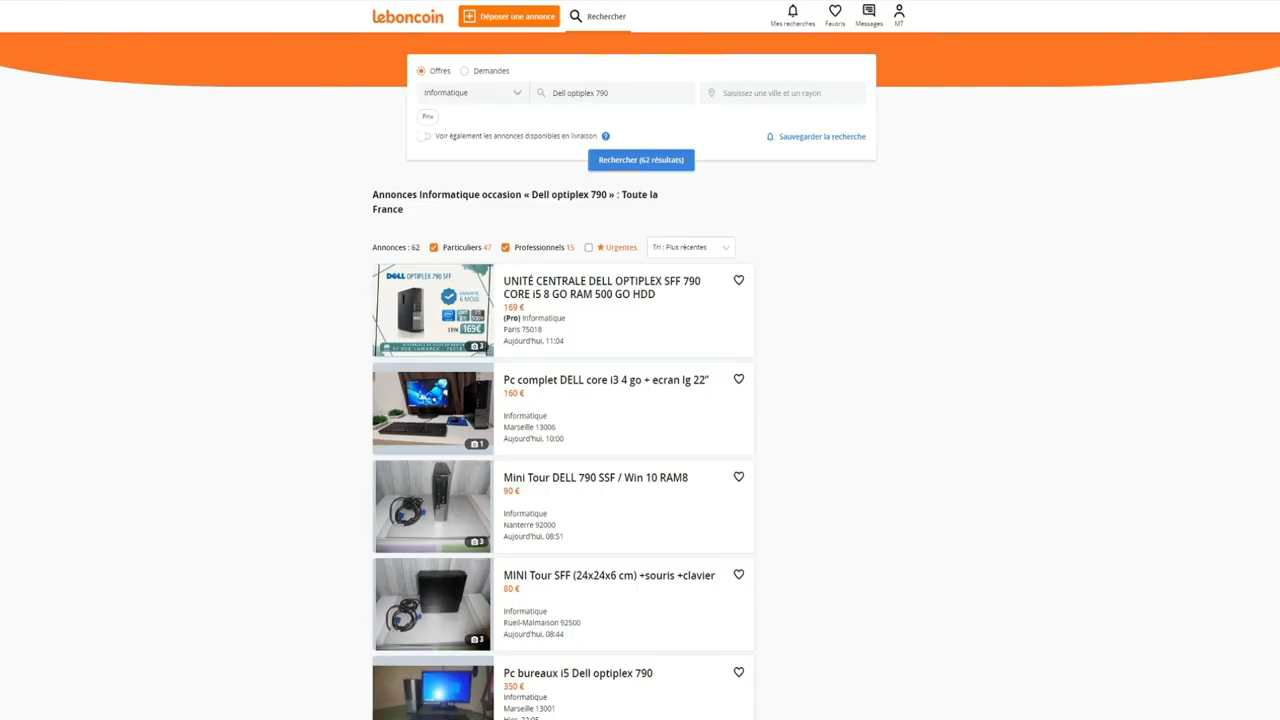 leboncoin
Déposer une annonce
Rechercher
Mes recherches
Favoris
Messages
MT
Offres
Demandes
Informatique
Dell optiplex 790
Saisissez une ville et un rayon
Prix
Voir également les annonces disponibles en livraison
?
Sauvegarder la recherche
Rechercher (62 résultats)
Annonces Informatique occasion « Dell optiplex 790 » : Toute la
France
Annonces : 62
Particuliers 47
Professionnels 15
Urgentes
Tri : Plus récentes
DELL OPTIPLEX 790 SFF
GARANTIE
6 MOIS
169€
3
UNITÉ CENTRALE DELL OPTIPLEX SFF 790
CORE i5 8 GO RAM 500 GO HDD
169 €
(Pro) Informatique
Paris 75018
Aujourd'hui, 11:04
1
Pc complet DELL core i3 4 go + ecran lg 22”
160 €
Informatique
Marseille 13006
Aujourd'hui, 10:00
3
Mini Tour DELL 790 SSF / Win 10 RAM8
90 €
Informatique
Nanterre 92000
Aujourd'hui, 08:51
3
MINI Tour SFF (24x24x6 cm) +souris +clavier
80 €
Informatique
Rueil-Malmaison 92500
Aujourd'hui, 08:44
Pc bureaux i5 Dell optiplex 790
350 €
Informatique
Marseille 13001